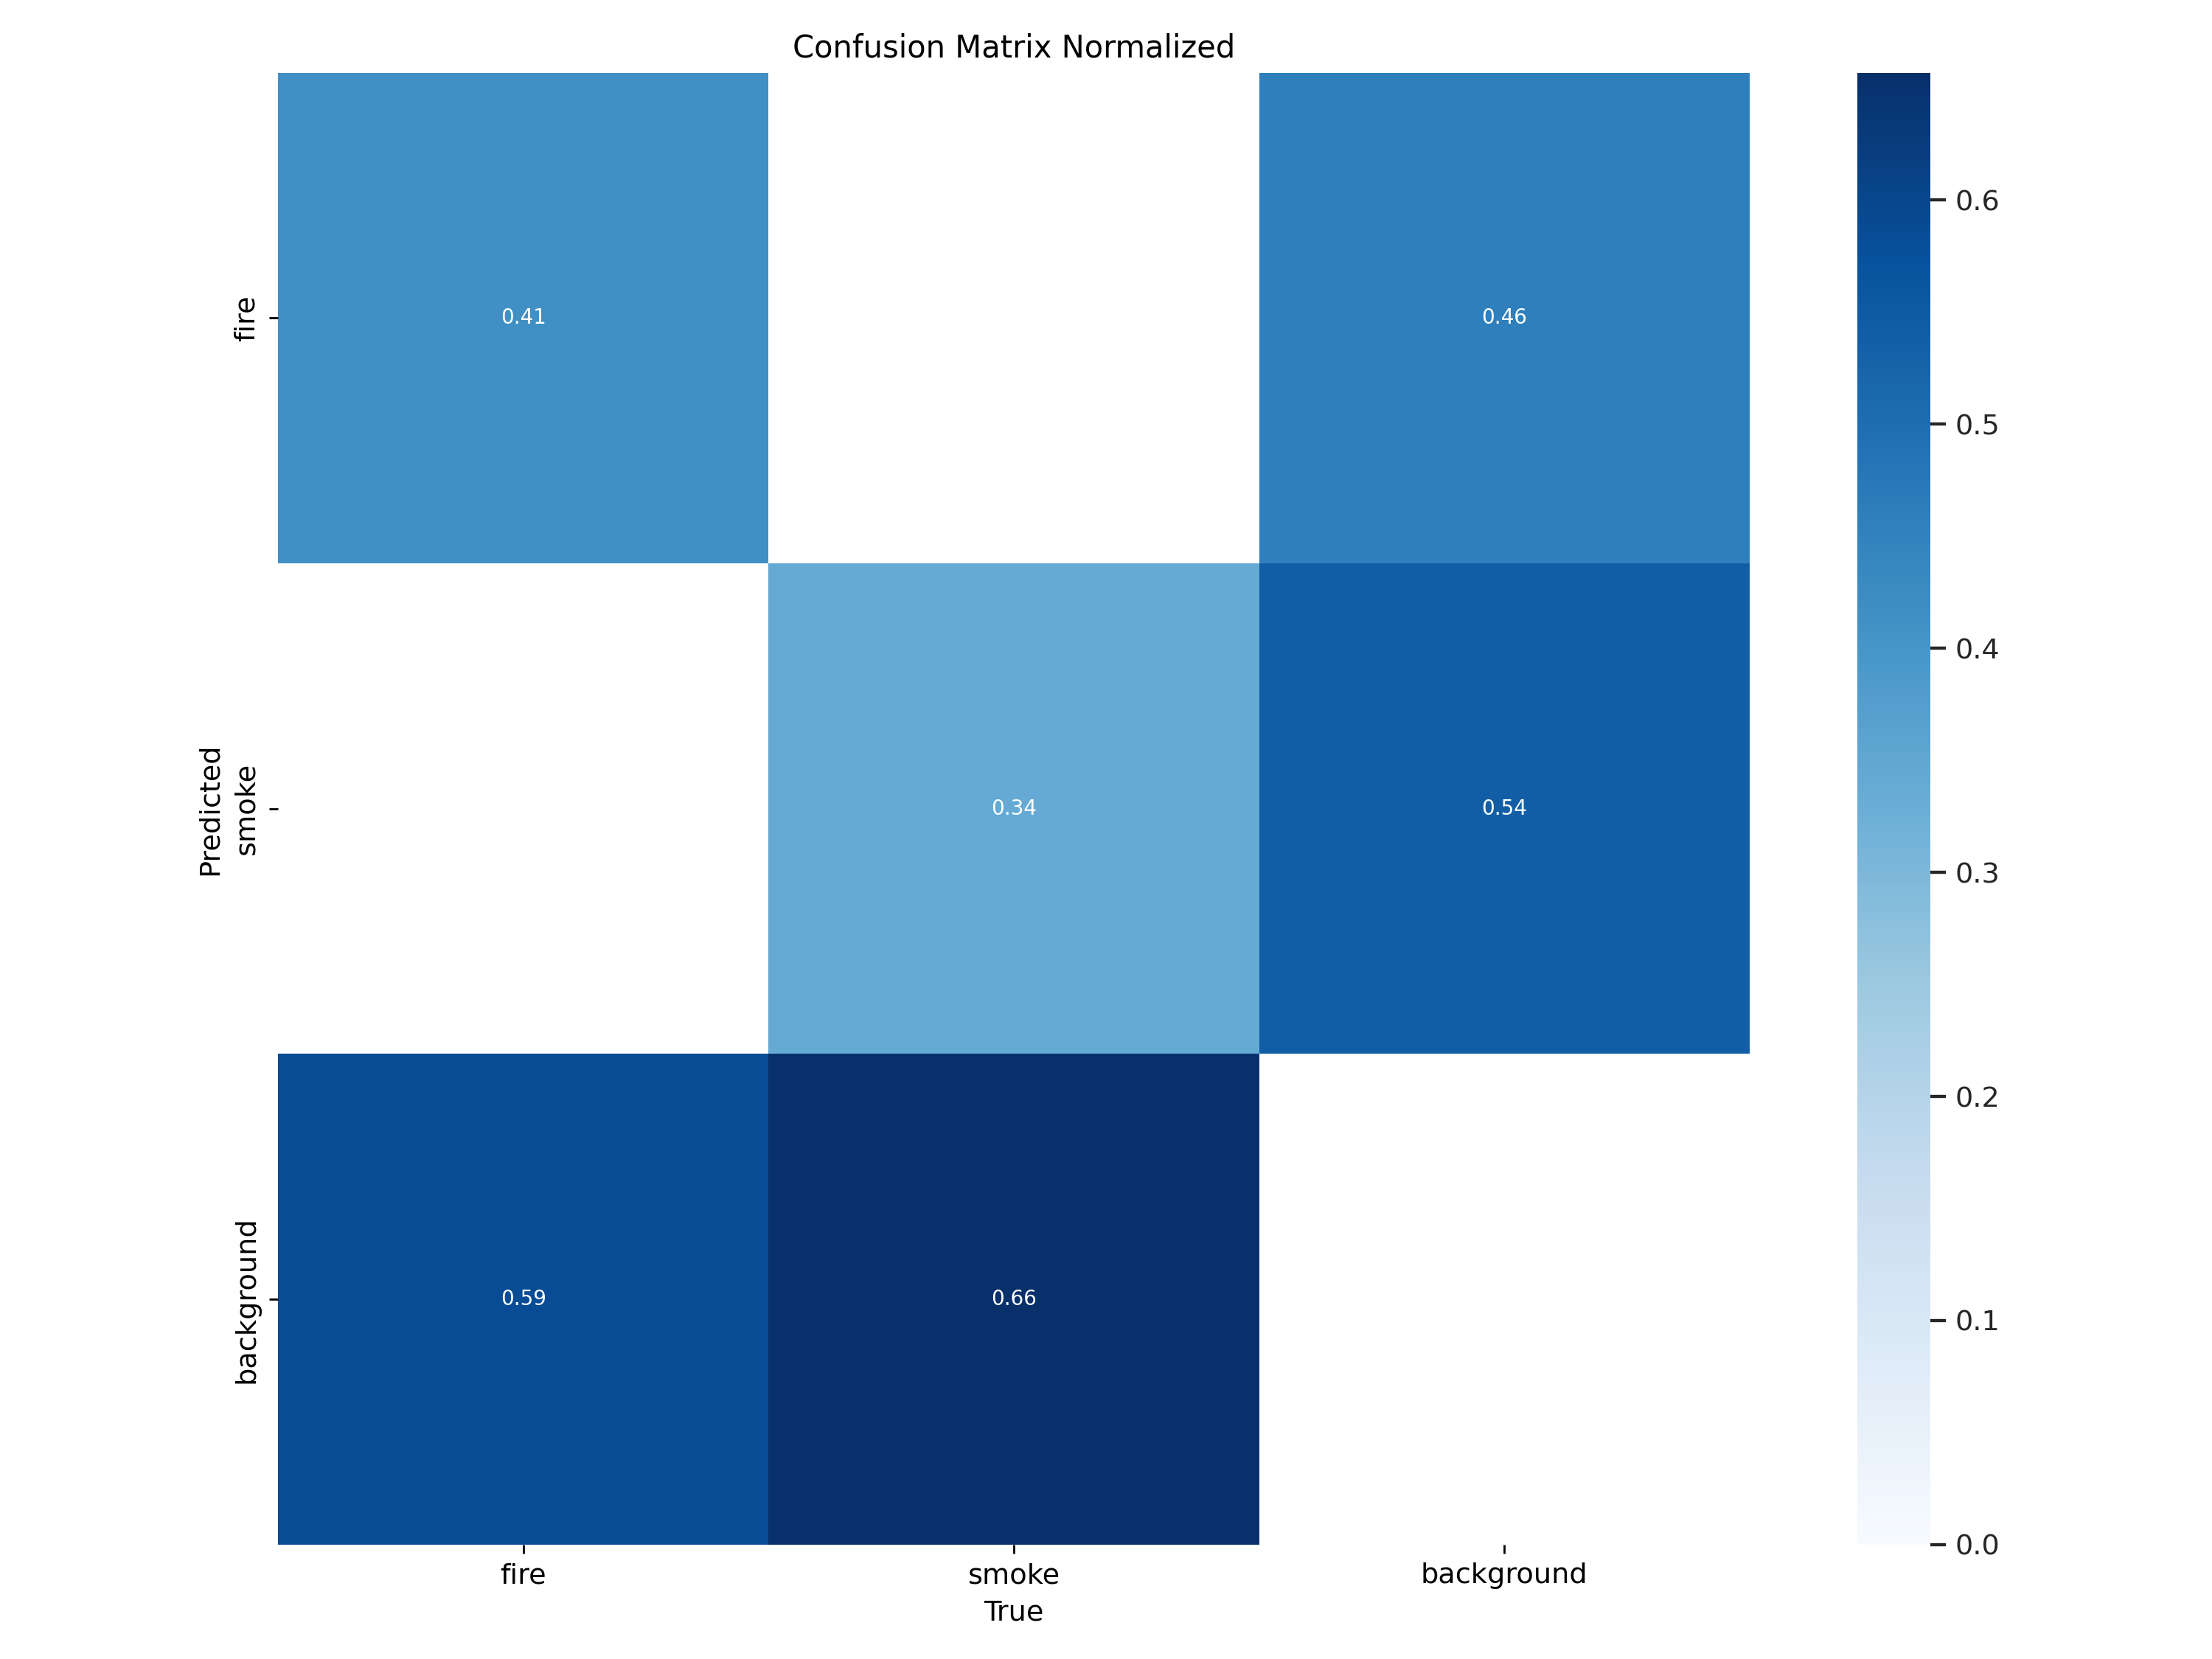 Confusion Matrix Normalized
fire
0.41
0.46
0.6
0.5
0.4
Predicted
smoke
0.34
0.54
0.3
0.2
background
0.59
0.66
0.1
0.0
fire
smoke
background
True